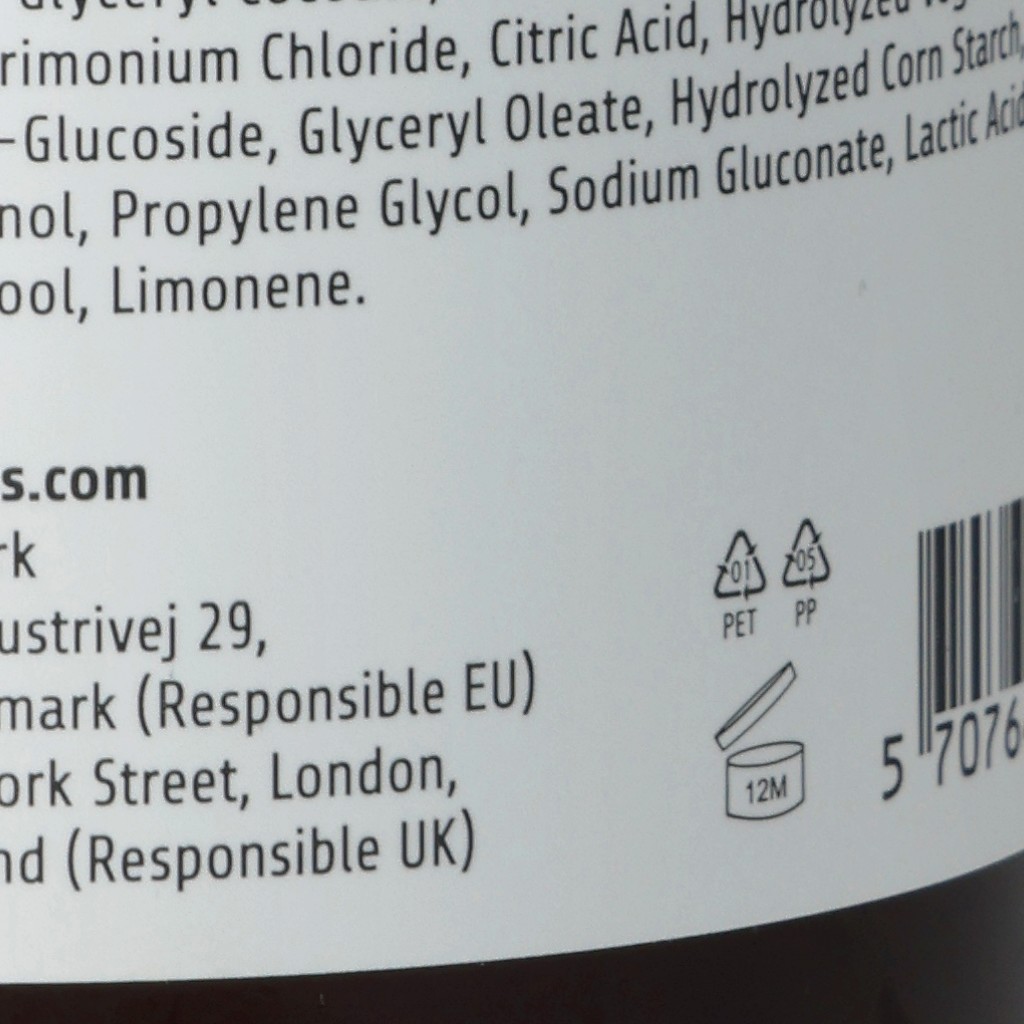 Glyceryl
rimonium Chloride, Citric Acid, Hydrolyzed
-Glucoside, Glyceryl Oleate, Hydrolyzed Corn Starch,
nol, Propylene Glycol, Sodium Gluconate, Lactic Acid
ool, Limonene.
s.com
rk
ustrivej 29,
mark (Responsible EU)
ork Street, London,
nd (Responsible UK)
01 05
PET PP
12M
5 7076